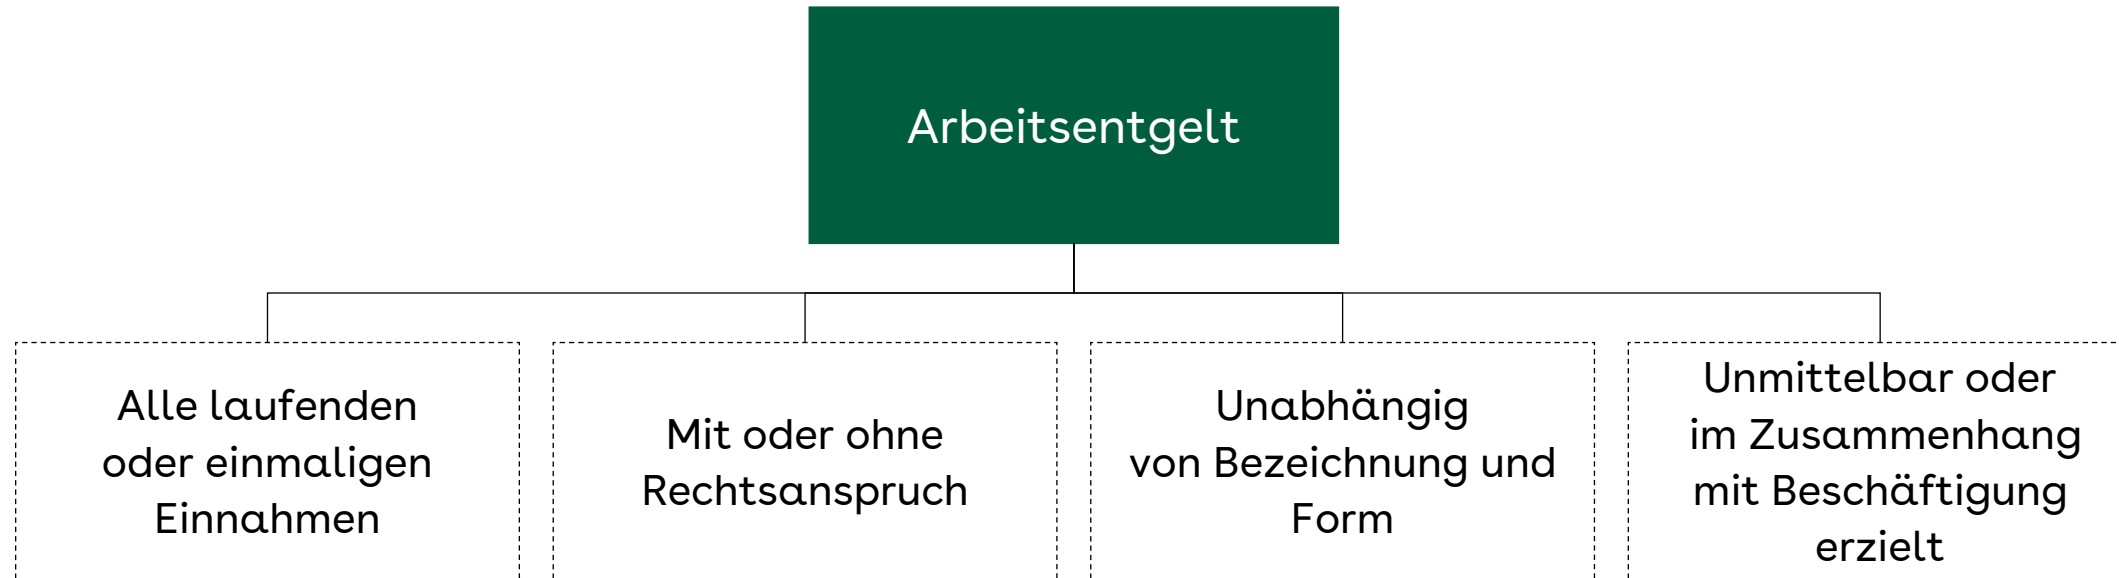 Arbeitsentgelt
Alle laufenden
oder einmaligen
Einnahmen
Mit oder ohne
Rechtsanspruch
Unabhängig
von Bezeichnung und
Form
Unmittelbar oder
im Zusammenhang
mit Beschäftigung
erzielt